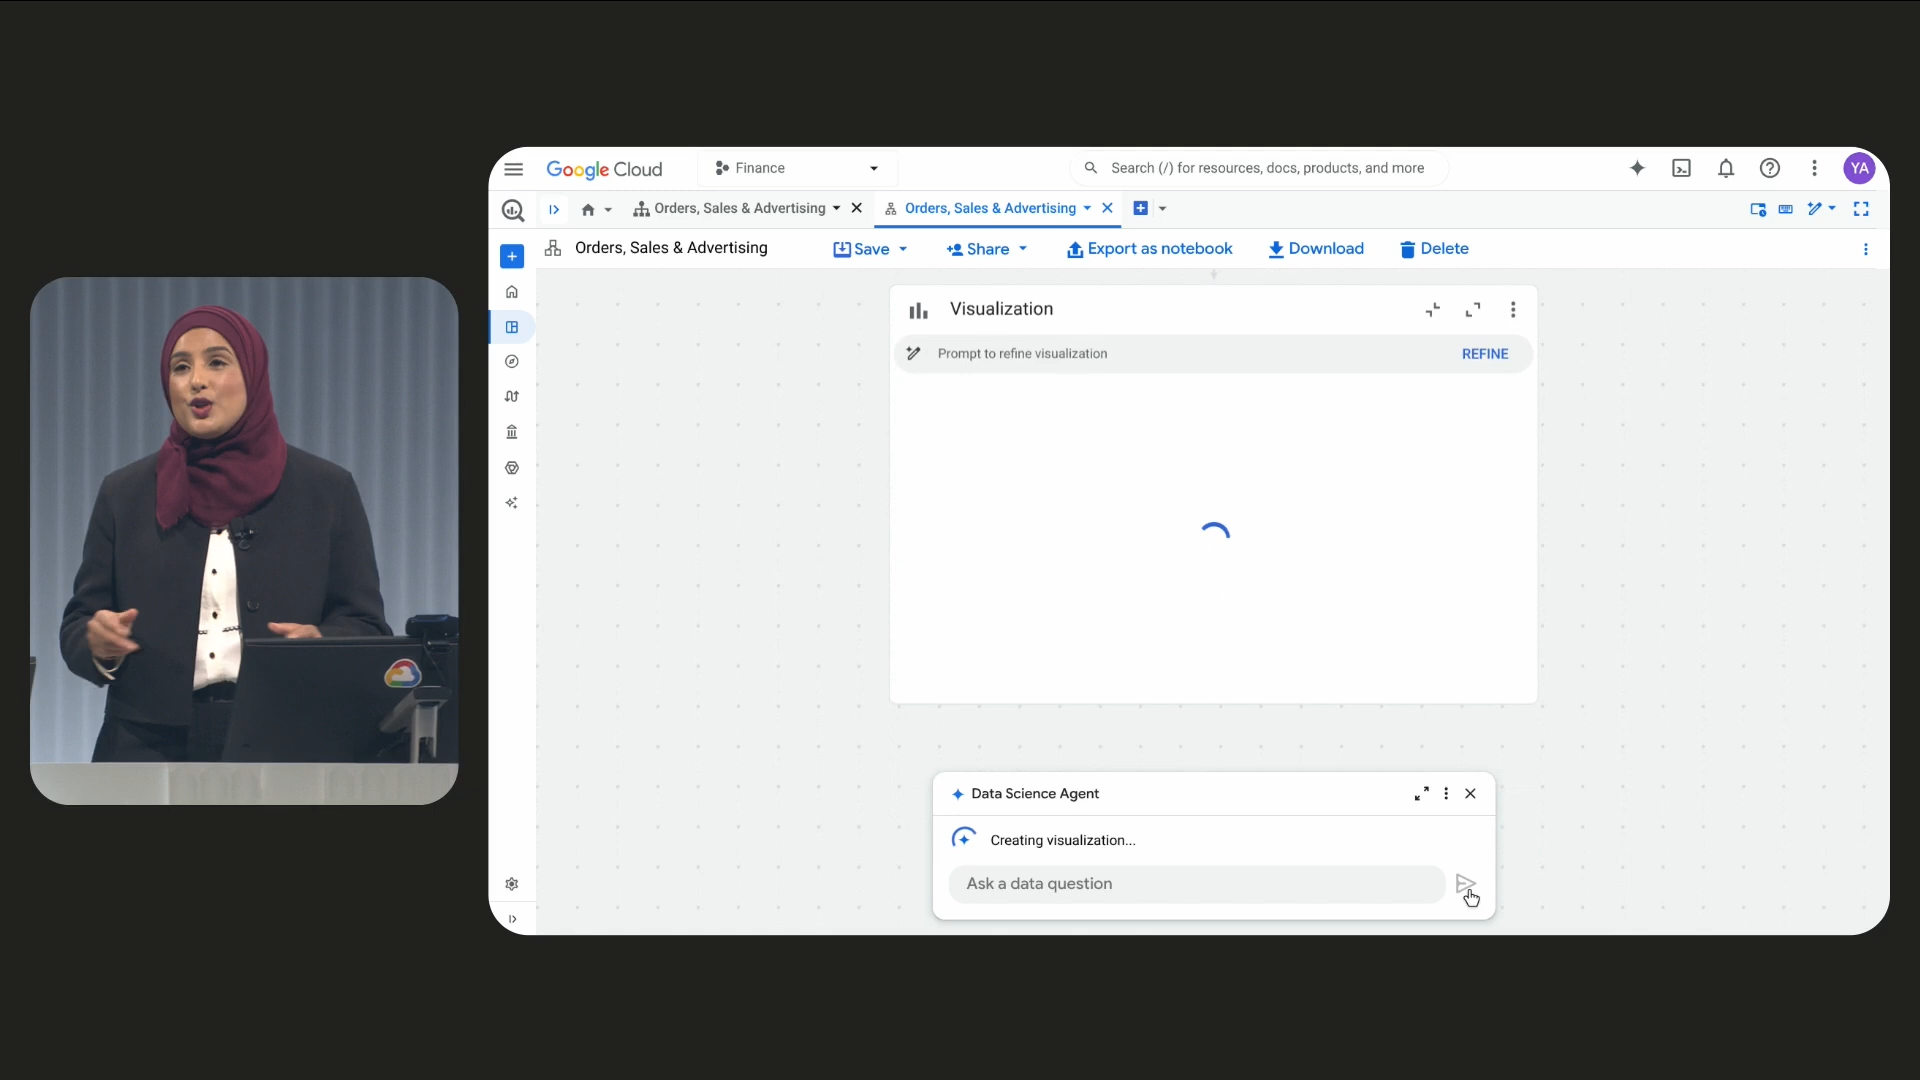 Google Cloud
Finance
Search (/) for resources, docs, products, and more
YA
Orders, Sales & Advertising
Orders, Sales & Advertising
Orders, Sales & Advertising
Save
Share
Export as notebook
Download
Delete
Visualization
Prompt to refine visualization
REFINE
Data Science Agent
Creating visualization...
Ask a data question